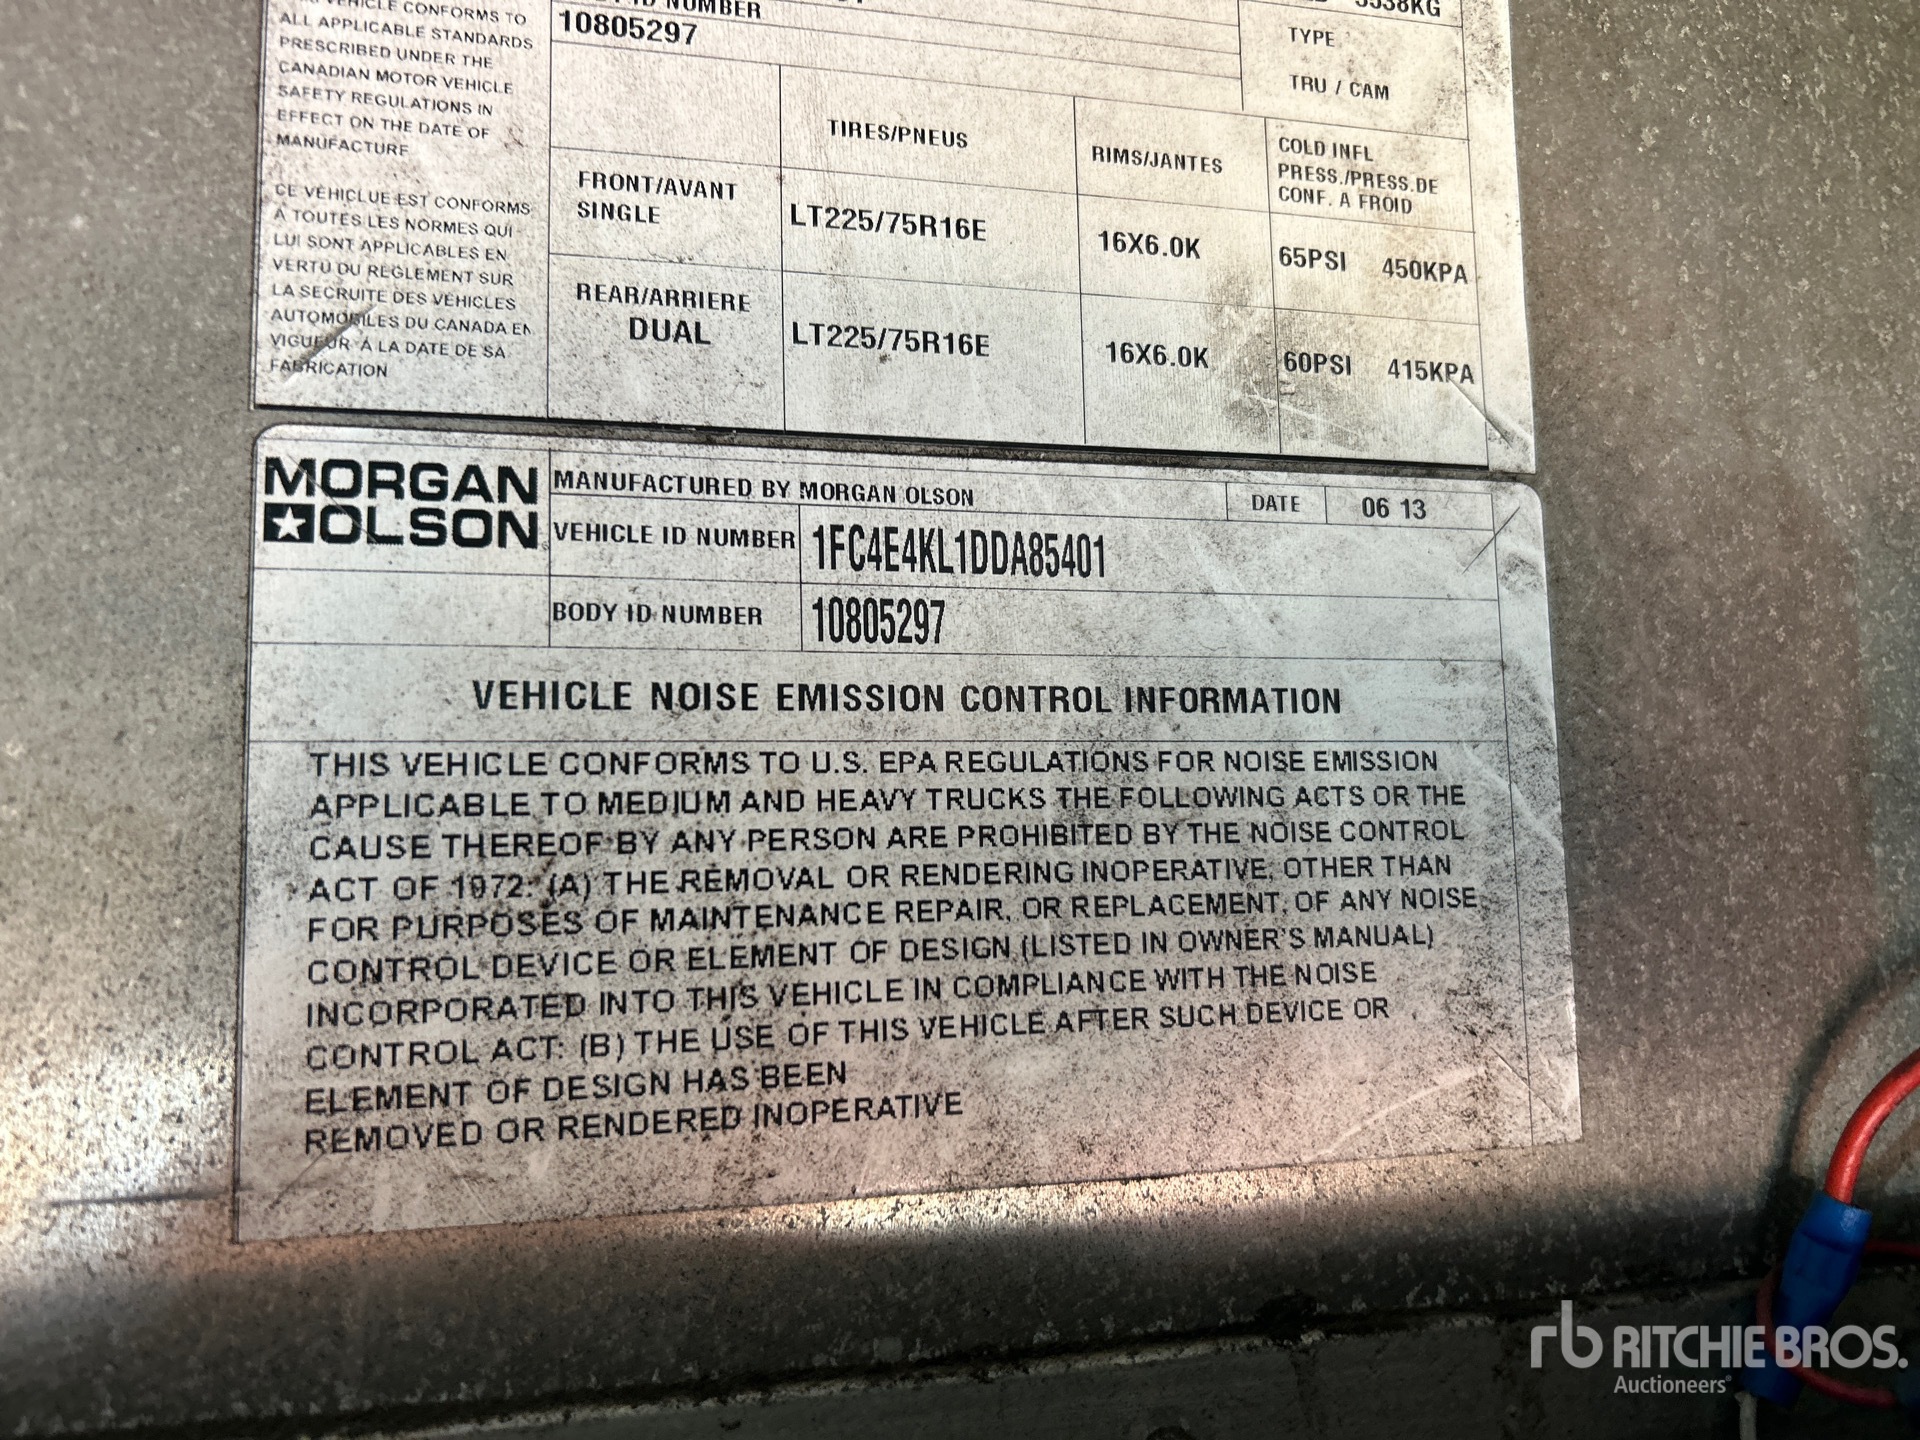 VEHICLE CONFORMS TO
ALL APPLICABLE STANDARDS
PRESCRIBED UNDER THE
CANADIAN MOTOR VEHICLE
SAFETY REGULATIONS IN
EFFECT ON THE DATE OF
MANUFACTURE
CE VEHICLUE EST CONFORMS
A TOUTES LES NORMES QUI
LUI SONT APPLICABLES EN
VERTU DU REGLEMENT SUR
LA SECRUITE DES VEHICLES
AUTOMOBILES DU CANADA EN
VIGUEUR A LA DATE DE SA
FABRICATION
ID NUMBER
10805297
TYPE
TRU / CAM
TIRES/PNEUS
RIMS/JANTES
COLD INFL
PRESS./PRESS.DE
CONF. A FROID
FRONT/AVANT
SINGLE
LT225/75R16E
16X6.0K
65PSI 450KPA
REAR/ARRIERE
DUAL
LT225/75R16E
16X6.0K
60PSI 415KPA
MORGAN
OLSON
MANUFACTURED BY MORGAN OLSON
DATE 06 13
VEHICLE ID NUMBER 1FC4E4KL1DDA85401
BODY ID NUMBER 10805297
VEHICLE NOISE EMISSION CONTROL INFORMATION
THIS VEHICLE CONFORMS TO U.S. EPA REGULATIONS FOR NOISE EMISSION
APPLICABLE TO MEDIUM AND HEAVY TRUCKS THE FOLLOWING ACTS OR THE
CAUSE THEREOF BY ANY PERSON ARE PROHIBITED BY THE NOISE CONTROL
ACT OF 1972: (A) THE REMOVAL OR RENDERING INOPERATIVE, OTHER THAN
FOR PURPOSES OF MAINTENANCE REPAIR, OR REPLACEMENT, OF ANY NOISE
CONTROL DEVICE OR ELEMENT OF DESIGN (LISTED IN OWNER'S MANUAL)
INCORPORATED INTO THIS VEHICLE IN COMPLIANCE WITH THE NOISE
CONTROL ACT: (B) THE USE OF THIS VEHICLE AFTER SUCH DEVICE OR
ELEMENT OF DESIGN HAS BEEN
REMOVED OR RENDERED INOPERATIVE
rb RITCHIE BROS.
Auctioneers